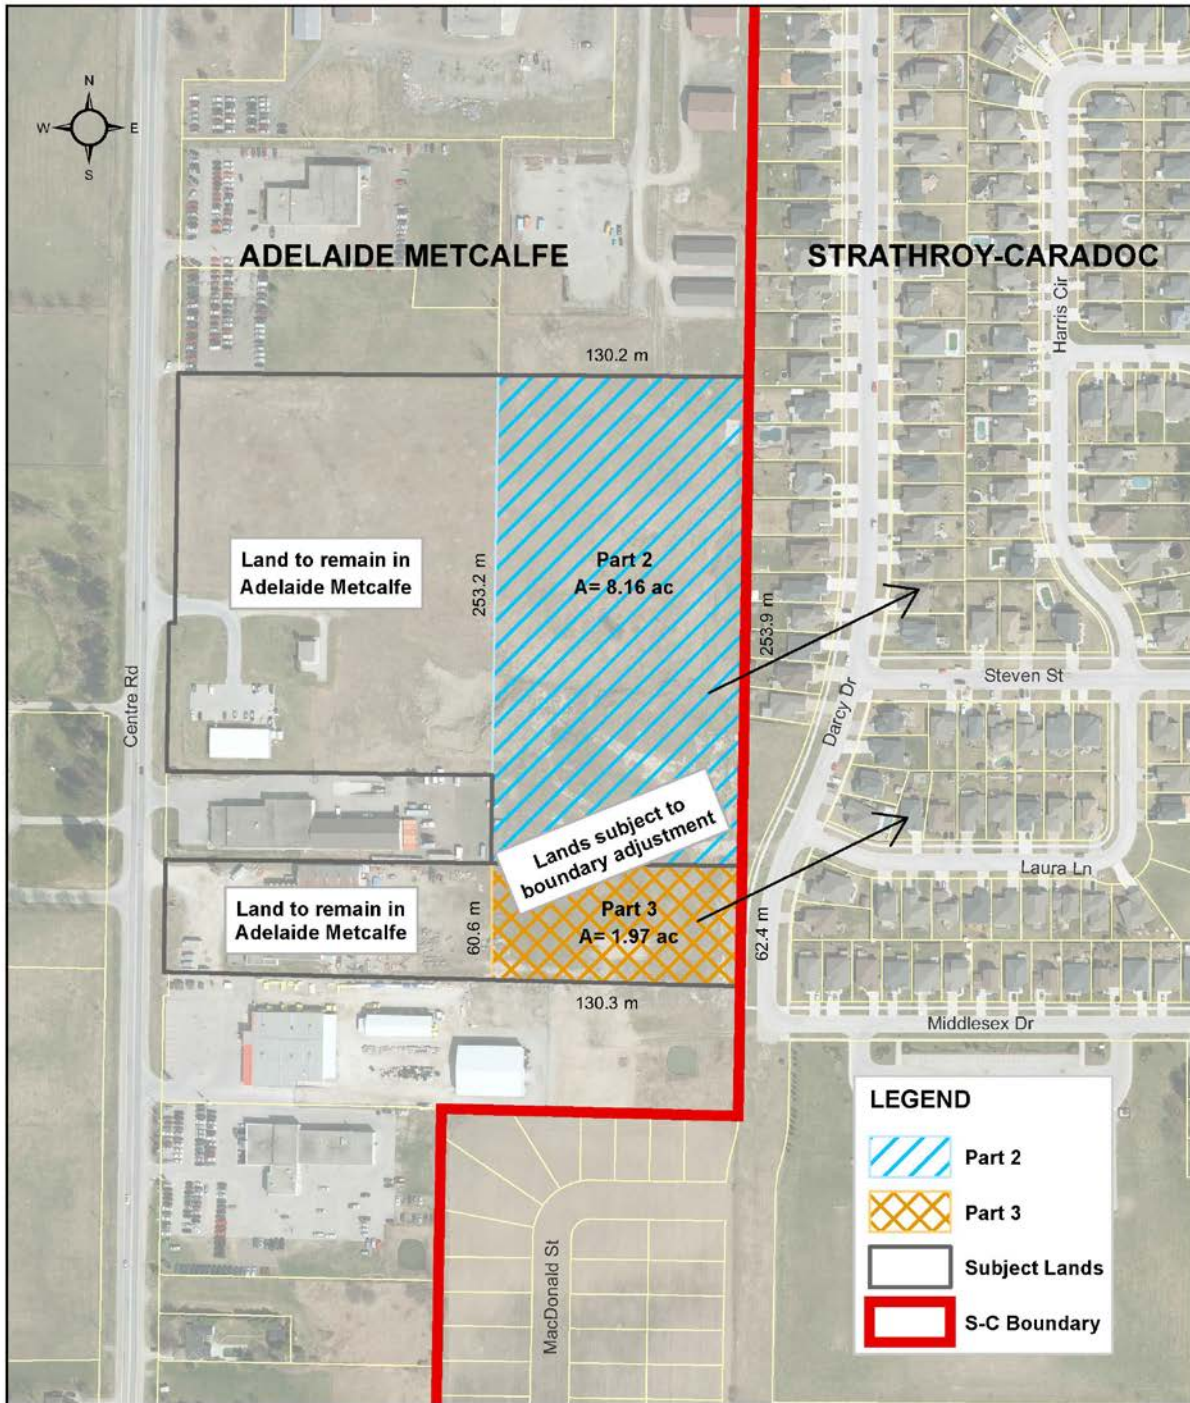 N
W E
S
ADELAIDE METCALFE
STRATHROY-CARADOC
Harris Cir
130.2 m
Land to remain in
Adelaide Metcalfe
253.2 m
Part 2
A= 8.16 ac
253.9 m
Centre Rd
Steven St
Darcy Dr
Lands subject to
boundary adjustment
Laura Ln
Land to remain in
Adelaide Metcalfe
60.6 m
Part 3
A= 1.97 ac
62.4 m
130.3 m
Middlesex Dr
MacDonald St
LEGEND
Part 2
Part 3
Subject Lands
S-C Boundary